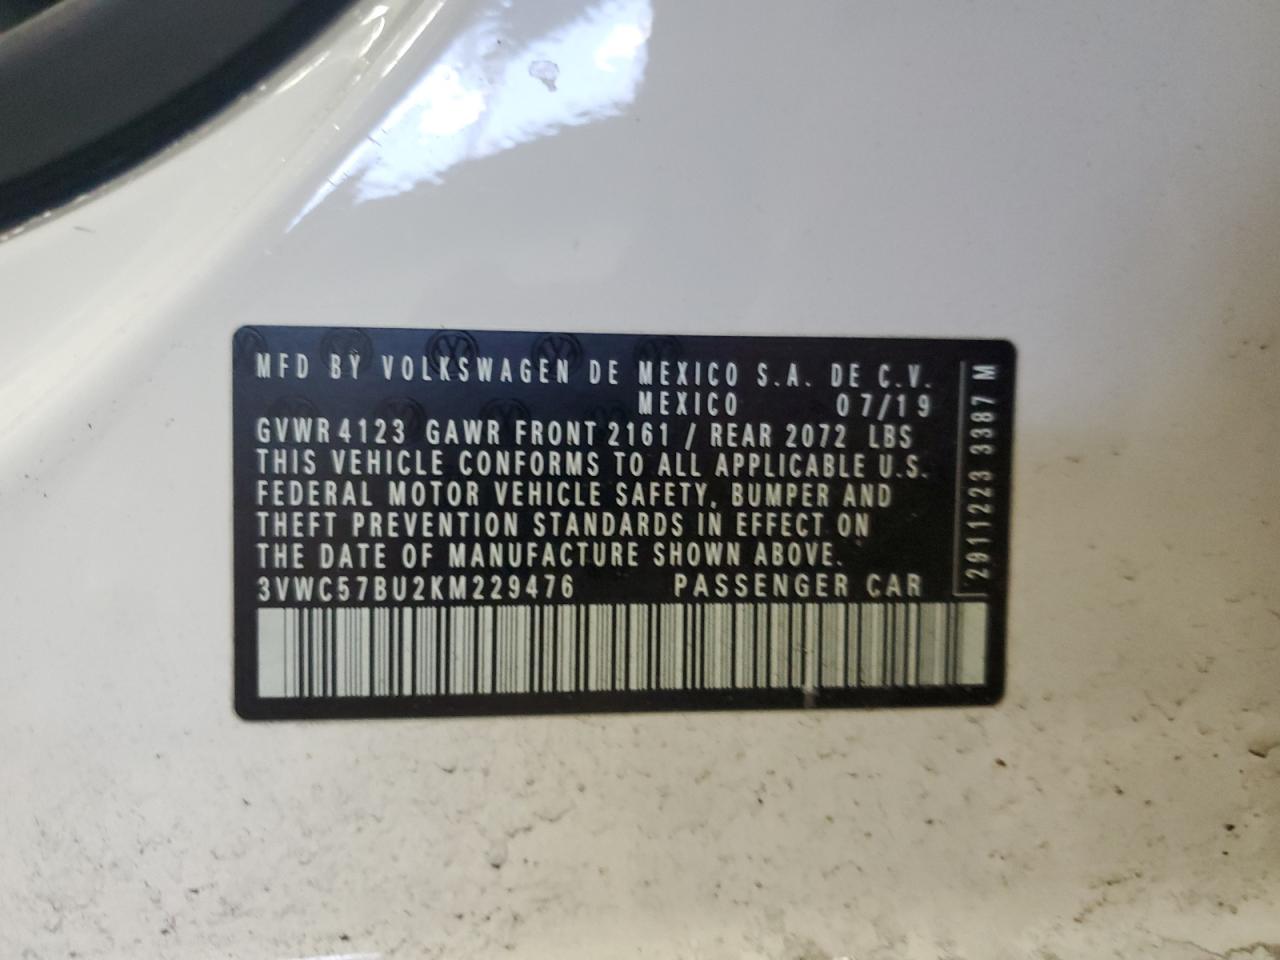 MFD BY VOLKSWAGEN DE MEXICO S.A. DE C.V.
MEXICO 07/19
GVWR 4123 GAWR FRONT 2161 / REAR 2072 LBS
THIS VEHICLE CONFORMS TO ALL APPLICABLE U.S.
FEDERAL MOTOR VEHICLE SAFETY, BUMPER AND
THEFT PREVENTION STANDARDS IN EFFECT ON
THE DATE OF MANUFACTURE SHOWN ABOVE.
3VWC57BU2KM229476 PASSENGER CAR
2911223 3387 M